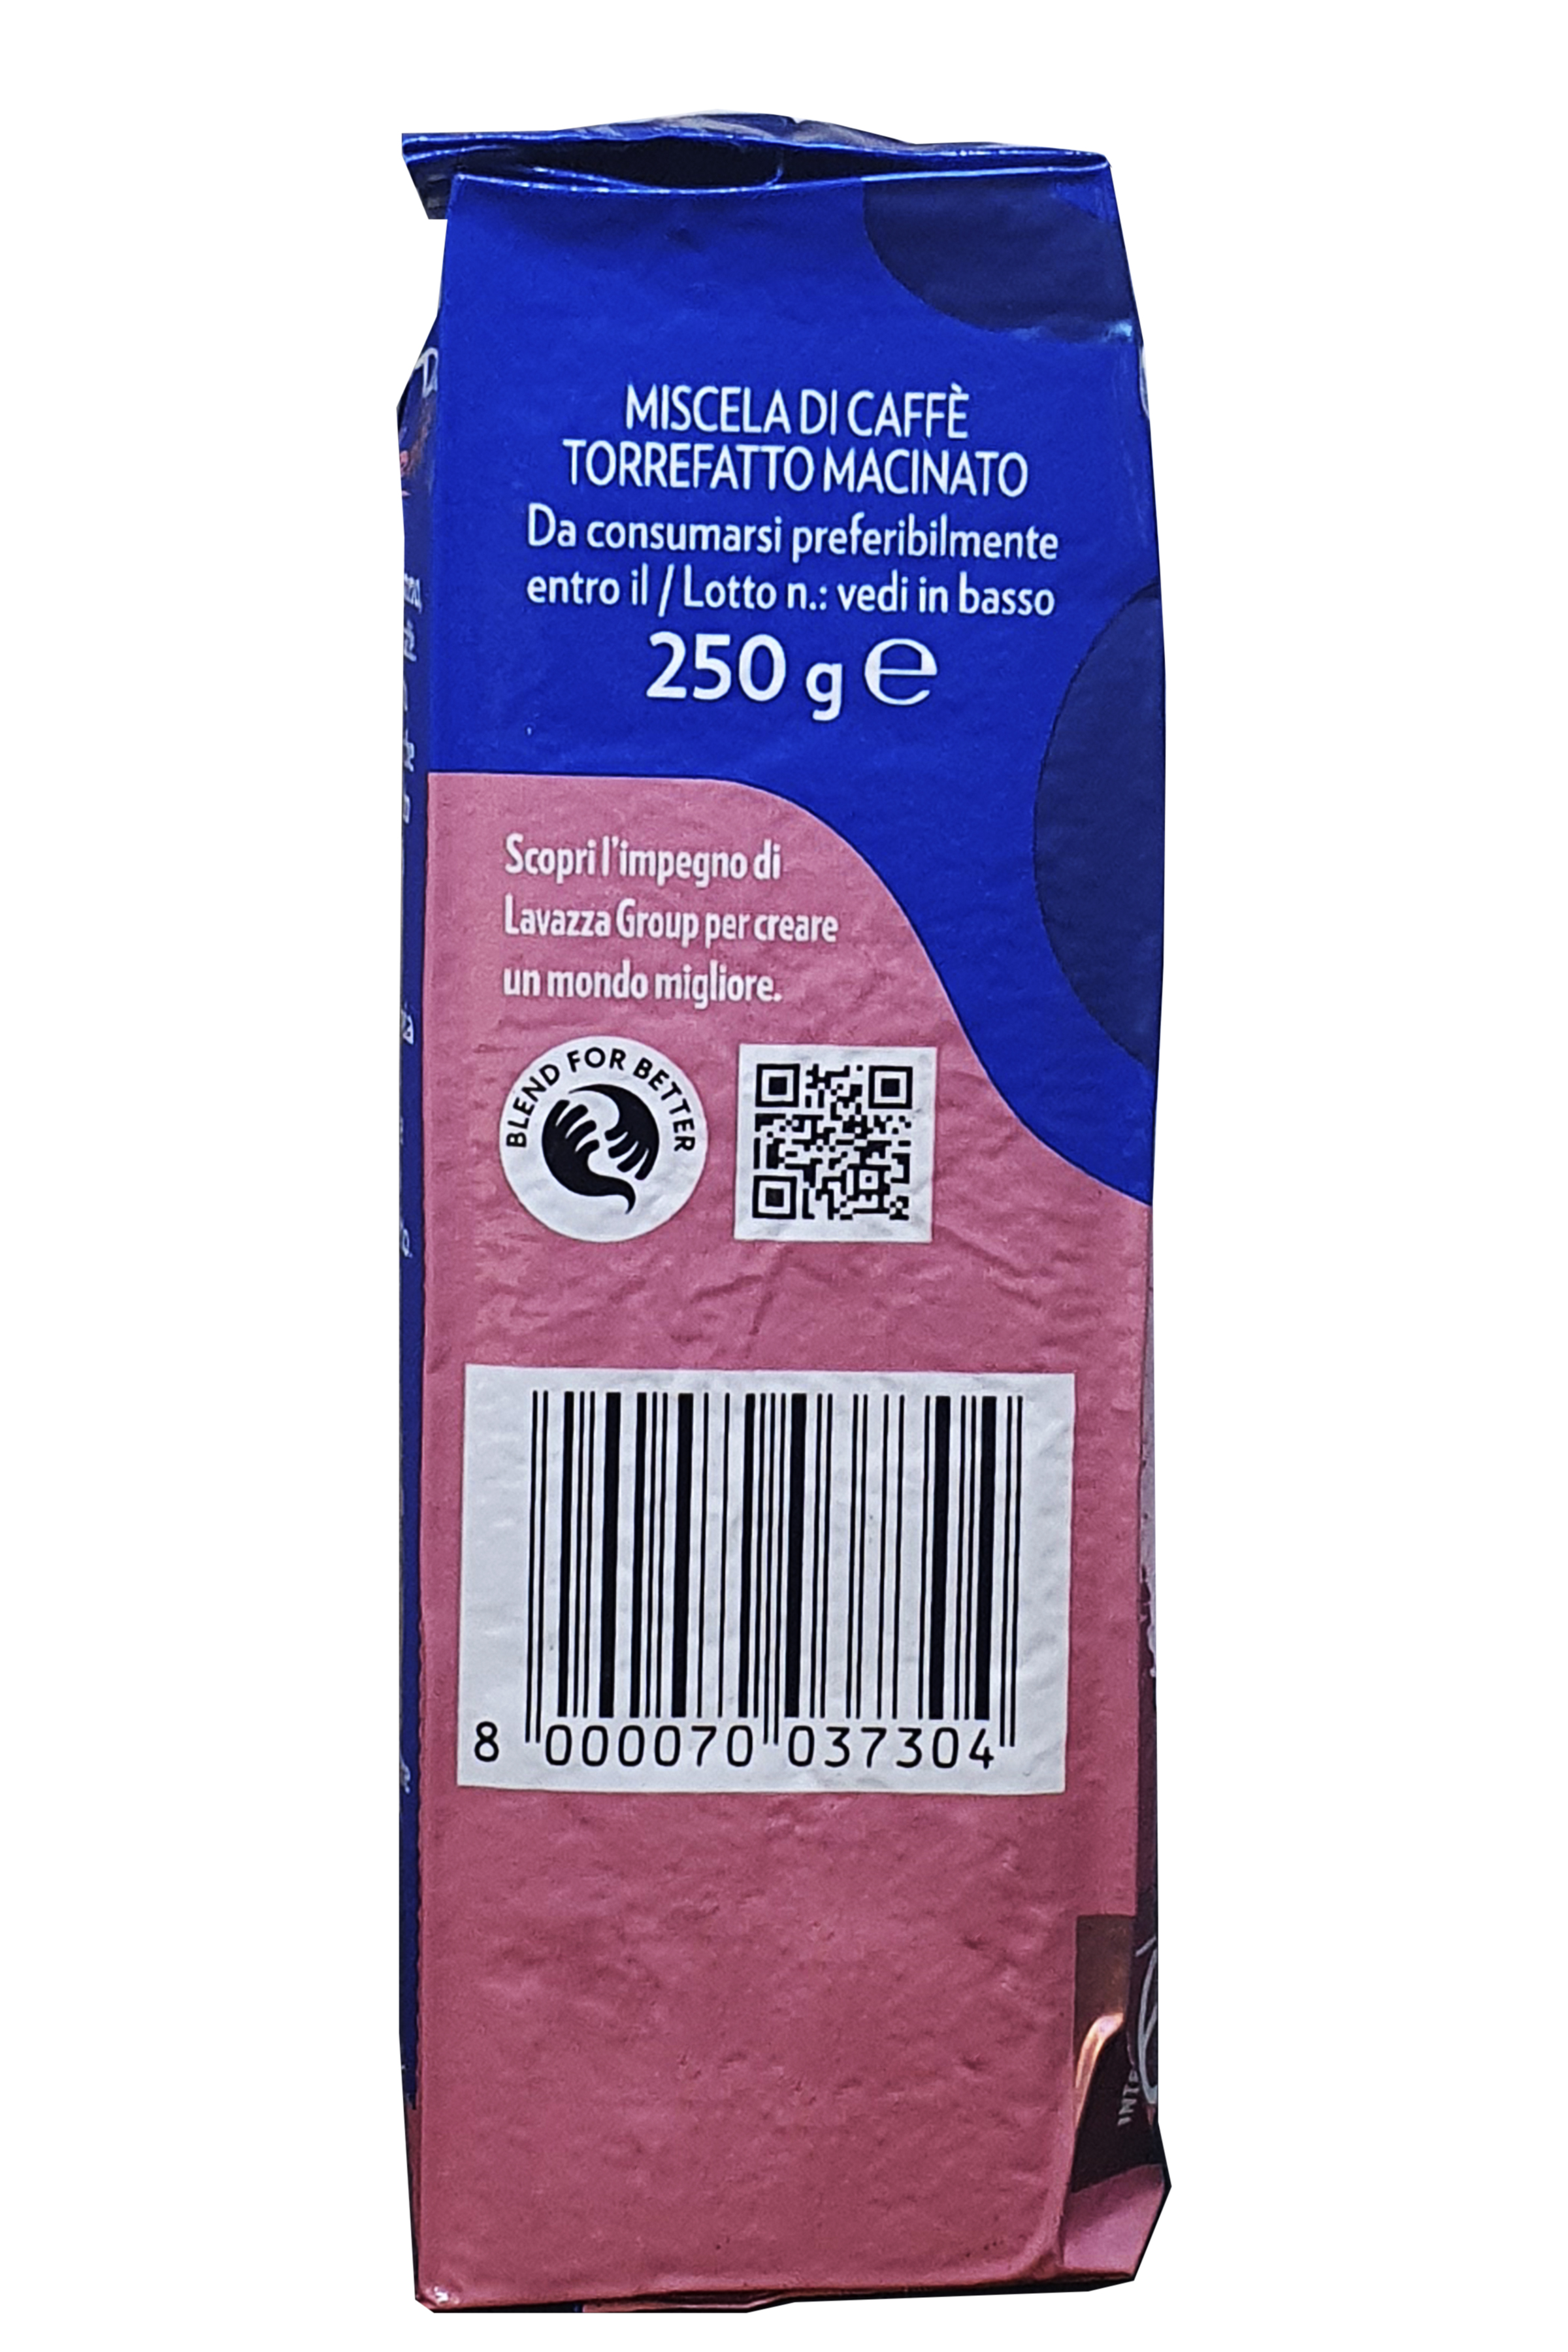 MISCELA DI CAFFÈ
TORREFATTO MACINATO
Da consumarsi preferibilmente
entro il / Lotto n.: vedi in basso
250 g ℮
Scopri l'impegno di
Lavazza Group per creare
un mondo migliore.
BLEND FOR BETTER
8 000070 037304